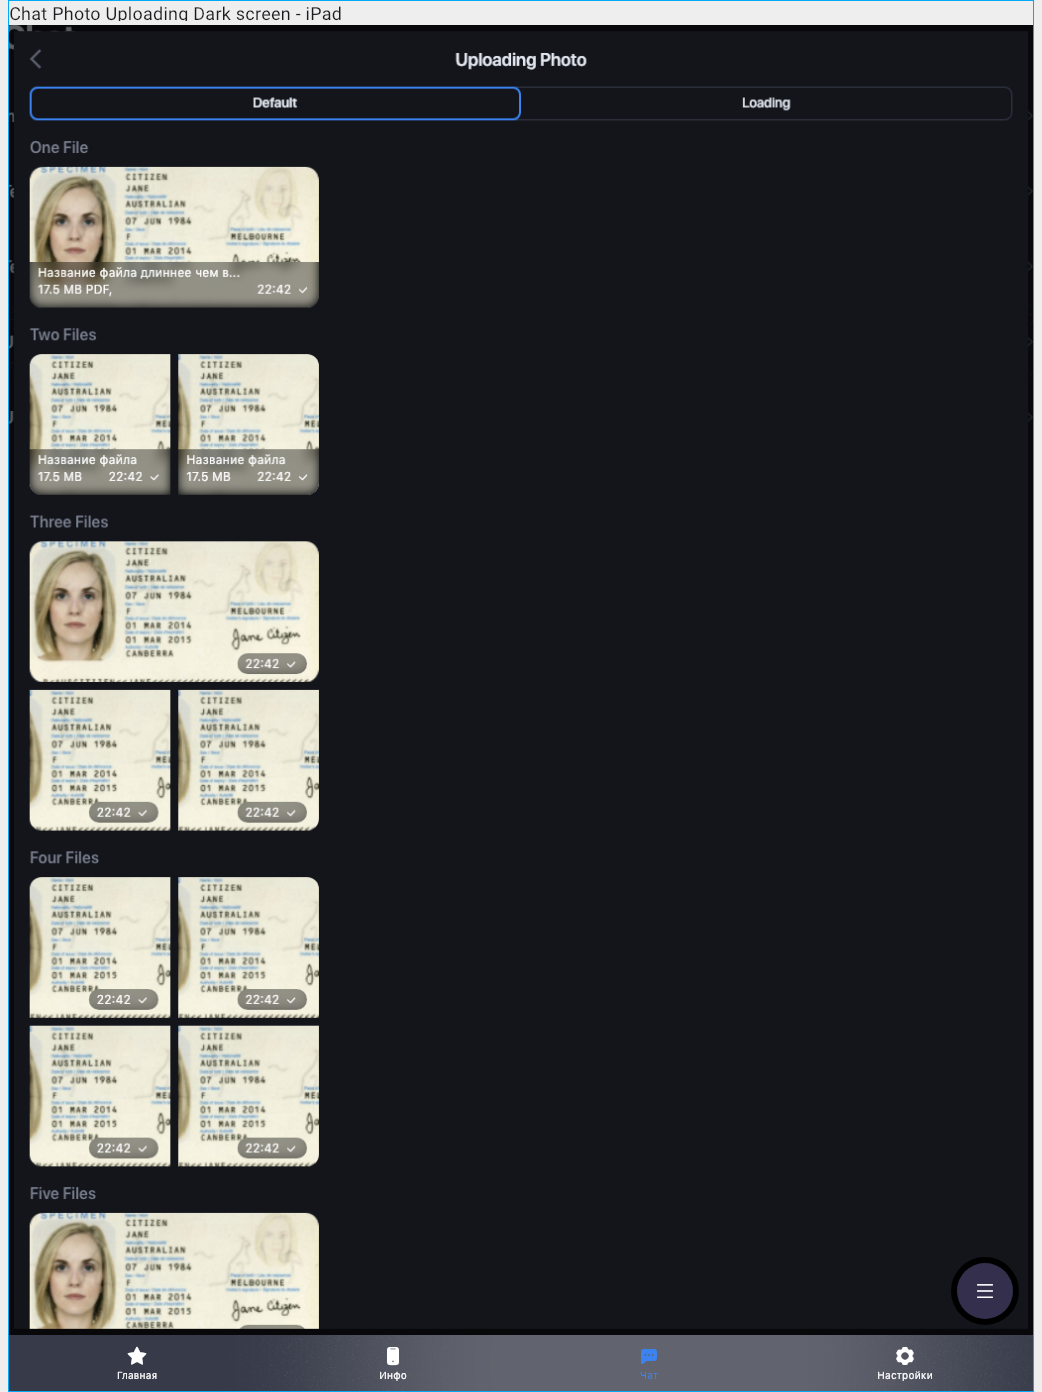 Chat Photo Uploading Dark screen - iPad
Uploading Photo
Default
Loading
One File
SPECIMEN
CITIZEN
JANE
AUSTRALIAN
07 JUN 1984
F
MELBOURNE
01 MAR 2014
Название файла длиннее чем в...
17.5 MB PDF,
22:42
Two Files
CITIZEN
JANE
AUSTRALIAN
07 JUN 1984
F
01 MAR 2014
Название файла
17.5 MB
22:42
CITIZEN
JANE
AUSTRALIAN
07 JUN 1984
F
01 MAR 2014
Название файла
17.5 MB
22:42
Three Files
SPECIMEN
CITIZEN
JANE
AUSTRALIAN
07 JUN 1984
F
MELBOURNE
01 MAR 2014
01 MAR 2015
CANBERRA
Jane Citizen
22:42
CITIZEN
JANE
AUSTRALIAN
07 JUN 1984
F
01 MAR 2014
01 MAR 2015
CANBERRA
22:42
CITIZEN
JANE
AUSTRALIAN
07 JUN 1984
F
01 MAR 2014
01 MAR 2015
CANBERRA
22:42
Four Files
CITIZEN
JANE
AUSTRALIAN
07 JUN 1984
F
01 MAR 2014
01 MAR 2015
CANBERRA
22:42
CITIZEN
JANE
AUSTRALIAN
07 JUN 1984
F
01 MAR 2014
01 MAR 2015
CANBERRA
22:42
CITIZEN
JANE
AUSTRALIAN
07 JUN 1984
F
01 MAR 2014
01 MAR 2015
CANBERRA
22:42
CITIZEN
JANE
AUSTRALIAN
07 JUN 1984
F
01 MAR 2014
01 MAR 2015
CANBERRA
22:42
Five Files
SPECIMEN
CITIZEN
JANE
AUSTRALIAN
07 JUN 1984
F
MELBOURNE
01 MAR 2014
01 MAR 2015
CANBERRA
Jane Citizen
Главная
Инфо
Чат
Настройки